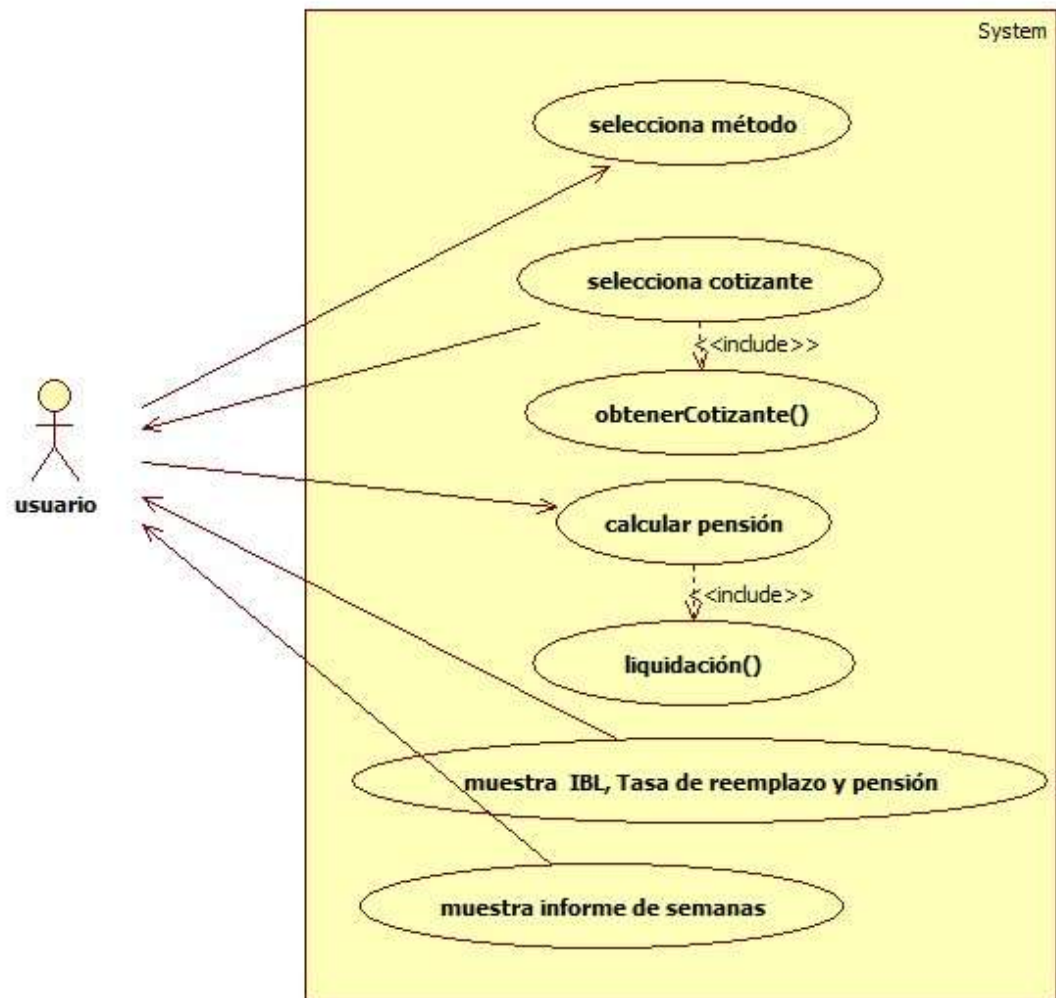 System
selecciona método
selecciona cotizante
<<include>>
obtenerCotizante()
usuario
calcular pensión
<<include>>
liquidación()
muestra IBL, Tasa de reemplazo y pensión
muestra informe de semanas